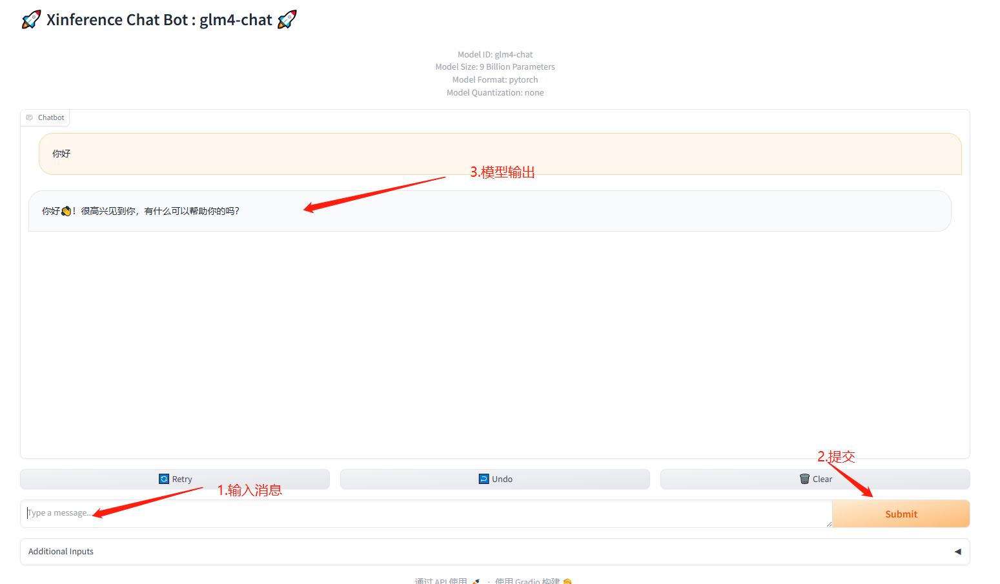 🚀 Xinference Chat Bot : glm4-chat 🚀
Model ID: glm4-chat
Model Size: 9 Billion Parameters
Model Format: pytorch
Model Quantization: none
Chatbot
你好
3.模型输出
你好👏！很高兴见到你，有什么可以帮助你的吗？
2.提交
Retry
Undo
Clear
1.输入消息
Type a message...
Submit
Additional Inputs
通过 API 使用 🚀 · 使用 Gradio 构建